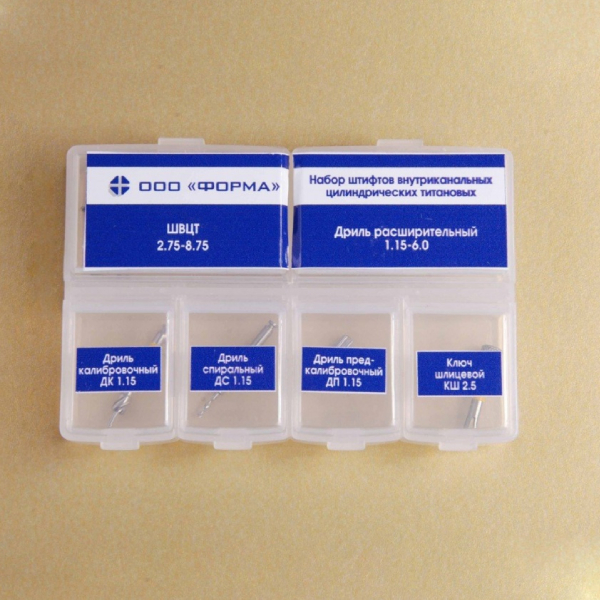 ООО «ФОРМА»
ШВЦТ
2.75-8.75
Набор штифтов внутриканальных
цилиндрических титановых
Дриль расширительный
1.15-6.0
Дриль
калибровочный
ДК 1.15
Дриль
спиральный
ДС 1.15
Дриль пред-
калибровочный
ДП 1.15
Ключ
шлицевой
КШ 2.5